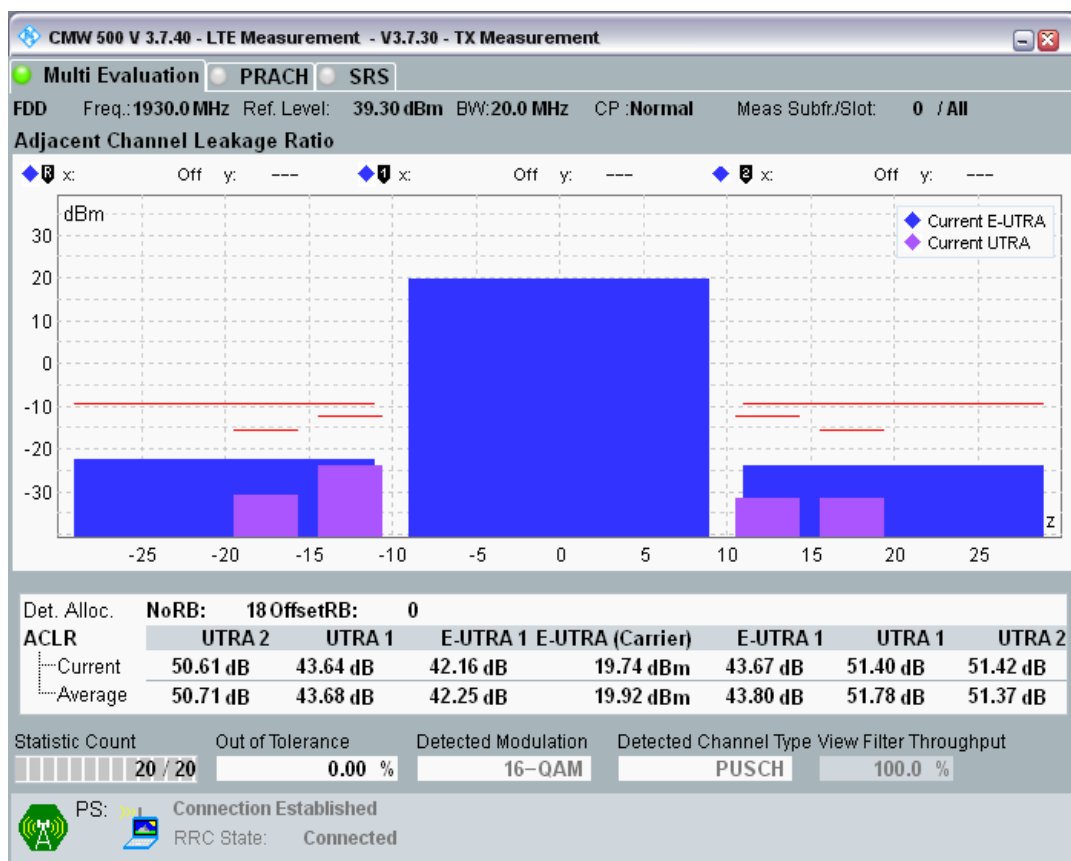 CMW 500 V 3.7.40 - LTE Measurement - V3.7.30 - TX Measurement
Multi Evaluation PRACH SRS
FDD Freq.: 1930.0 MHz Ref. Level: 39.30 dBm BW: 20.0 MHz CP :Normal Meas Subfr./Slot: 0 / All
Adjacent Channel Leakage Ratio
R x: Off y: --- 1 x: Off y: --- 2 x: Off y: ---
dBm
Current E-UTRA
Current UTRA
30
20
10
0
-10
-20
-30
z
-25 -20 -15 -10 -5 0 5 10 15 20 25
Det. Alloc. NoRB: 18 OffsetRB: 0
ACLR UTRA 2 UTRA 1 E-UTRA 1 E-UTRA (Carrier) E-UTRA 1 UTRA 1 UTRA 2
Current 50.61 dB 43.64 dB 42.16 dB 19.74 dBm 43.67 dB 51.40 dB 51.42 dB
Average 50.71 dB 43.68 dB 42.25 dB 19.92 dBm 43.80 dB 51.78 dB 51.37 dB
Statistic Count Out of Tolerance Detected Modulation Detected Channel Type View Filter Throughput
20 / 20 0.00 % 16-QAM PUSCH 100.0 %
PS: Connection Established
RRC State: Connected